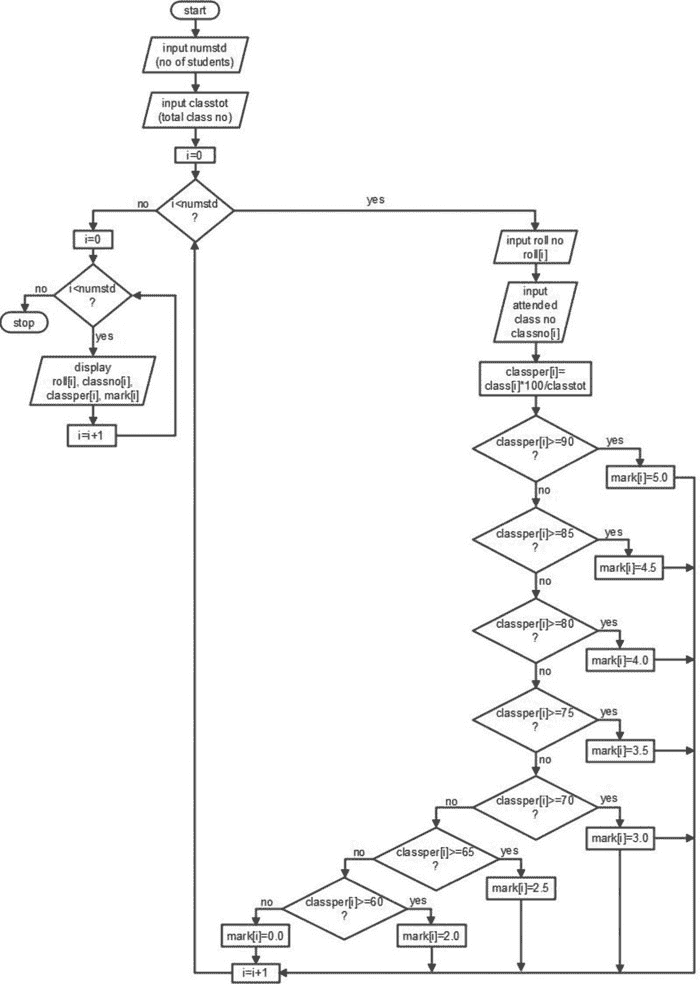 start
input numstd
(no of students)
input classtot
(total class no)
i=0
i<numstd
?
no
yes
i=0
i<numstd
?
no
stop
yes
display
roll[i], classno[i],
classper[i], mark[i]
i=i+1
input roll no
roll[i]
input
attended
class no
classno[i]
classper[i]=
class[i]*100/classtot
classper[i]>=90
?
yes
mark[i]=5.0
no
classper[i]>=85
?
yes
mark[i]=4.5
no
classper[i]>=80
?
yes
mark[i]=4.0
no
classper[i]>=75
?
yes
mark[i]=3.5
no
classper[i]>=70
?
yes
mark[i]=3.0
no
classper[i]>=65
?
yes
mark[i]=2.5
no
classper[i]>=60
?
yes
mark[i]=2.0
no
mark[i]=0.0
i=i+1